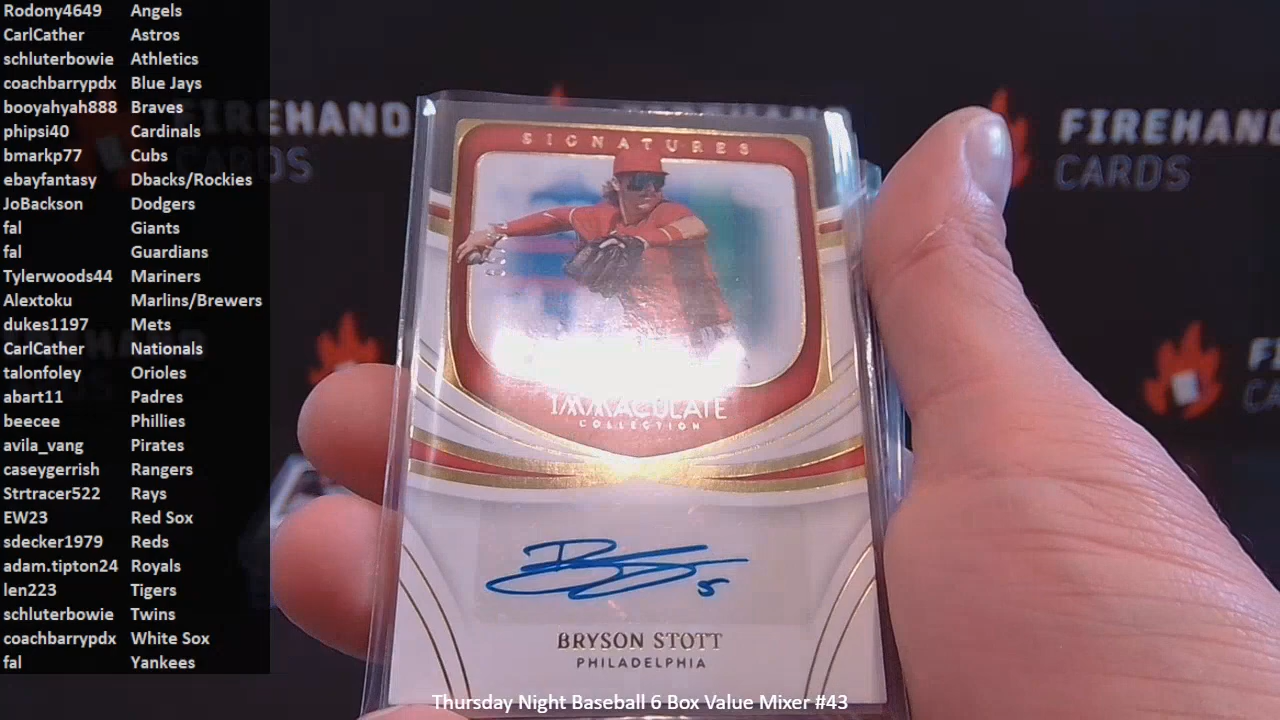 Rodony4649 Angels
CarlCather Astros
schluterbowie Athletics
coachbarrypdx Blue Jays
booyahyah888 Braves
phipsi40 Cardinals
bmarkp77 Cubs
ebayfantasy Dbacks/Rockies
JoBackson Dodgers
fal Giants
fal Guardians
Tylerwoods44 Mariners
Alextoku Marlins/Brewers
dukes1197 Mets
CarlCather Nationals
talonfoley Orioles
abart11 Padres
beecee Phillies
avila_vang Pirates
caseygerrish Rangers
Strtracer522 Rays
EW23 Red Sox
sdecker1979 Reds
adam.tipton24 Royals
len223 Tigers
schluterbowie Twins
coachbarrypdx White Sox
fal Yankees
FIREHAND
CARDS
FIREHAND
CARDS
SIGNATURES
IMMACULATE
COLLECTION
5
BRYSON STOTT
PHILADELPHIA
Thursday Night Baseball 6 Box Value Mixer #43